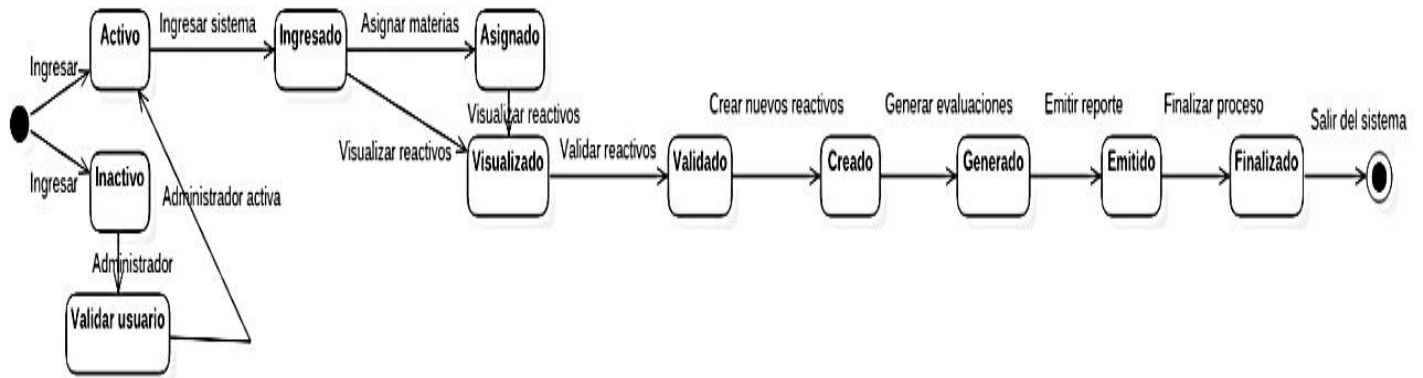 Activo
Ingresar sistema
Ingresado
Asignar materias
Asignado
Ingresar
Ingresar
Inactivo
Administrador activa
Administrador
Validar usuario
Visualizar reactivos
Visualizar reactivos
Visualizado
Validar reactivos
Validado
Crear nuevos reactivos
Creado
Generar evaluaciones
Generado
Emitir reporte
Emitido
Finalizar proceso
Finalizado
Salir del sistema